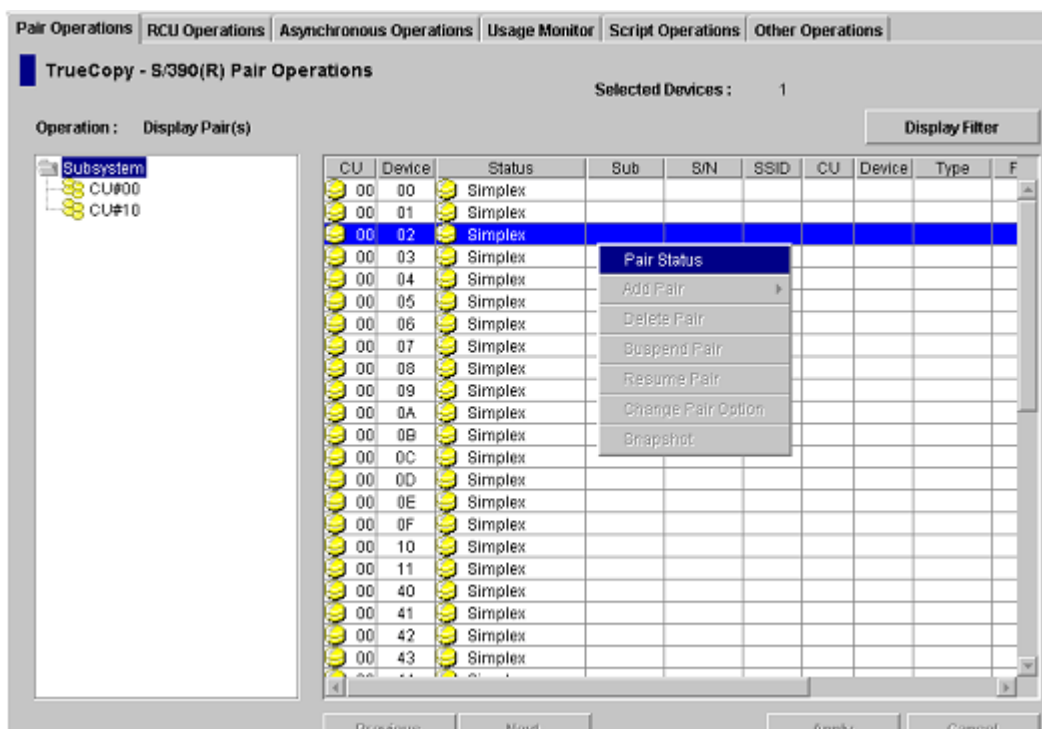 Pair Operations RCU Operations Asynchronous Operations Usage Monitor Script Operations Other Operations
TrueCopy - S/390(R) Pair Operations
Selected Devices : 1
Operation : Display Pair(s)
Display Filter
Subsystem
CU#00
CU#10
CU Device Status Sub S/N SSID CU Device Type F
00 00 Simplex
00 01 Simplex
00 02 Simplex
00 03 Simplex
00 04 Simplex
00 05 Simplex
00 06 Simplex
00 07 Simplex
00 08 Simplex
00 09 Simplex
00 0A Simplex
00 0B Simplex
00 0C Simplex
00 0D Simplex
00 0E Simplex
00 0F Simplex
00 10 Simplex
00 11 Simplex
00 40 Simplex
00 41 Simplex
00 42 Simplex
00 43 Simplex
Pair Status
Add Pair
Delete Pair
Suspend Pair
Resume Pair
Change Pair Option
Snapshot
Previous Next Apply Cancel